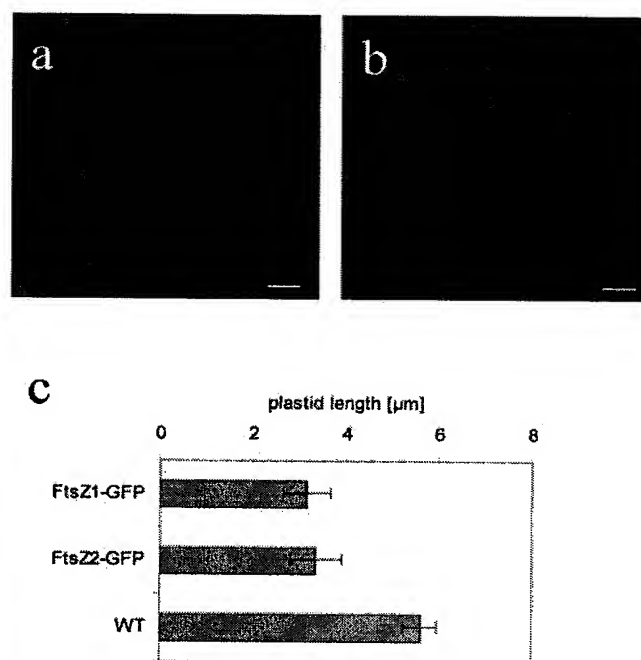 a
b
c
plastid length [µm]
0 2 4 6 8
FtsZ1-GFP
FtsZ2-GFP
WT